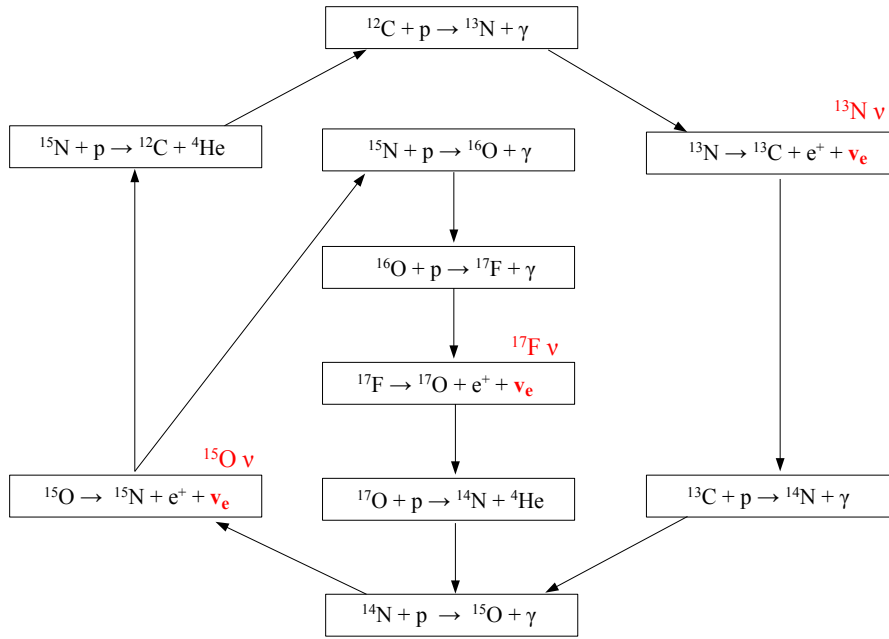 ¹²C + p → ¹³N + γ
¹³N ν
¹⁵N + p → ¹²C + ⁴He
¹⁵N + p → ¹⁶O + γ
¹³N → ¹³C + e⁺ + νₑ
¹⁶O + p → ¹⁷F + γ
¹⁷F ν
¹⁷F → ¹⁷O + e⁺ + νₑ
¹⁵O ν
¹⁵O → ¹⁵N + e⁺ + νₑ
¹⁷O + p → ¹⁴N + ⁴He
¹³C + p → ¹⁴N + γ
¹⁴N + p → ¹⁵O + γ